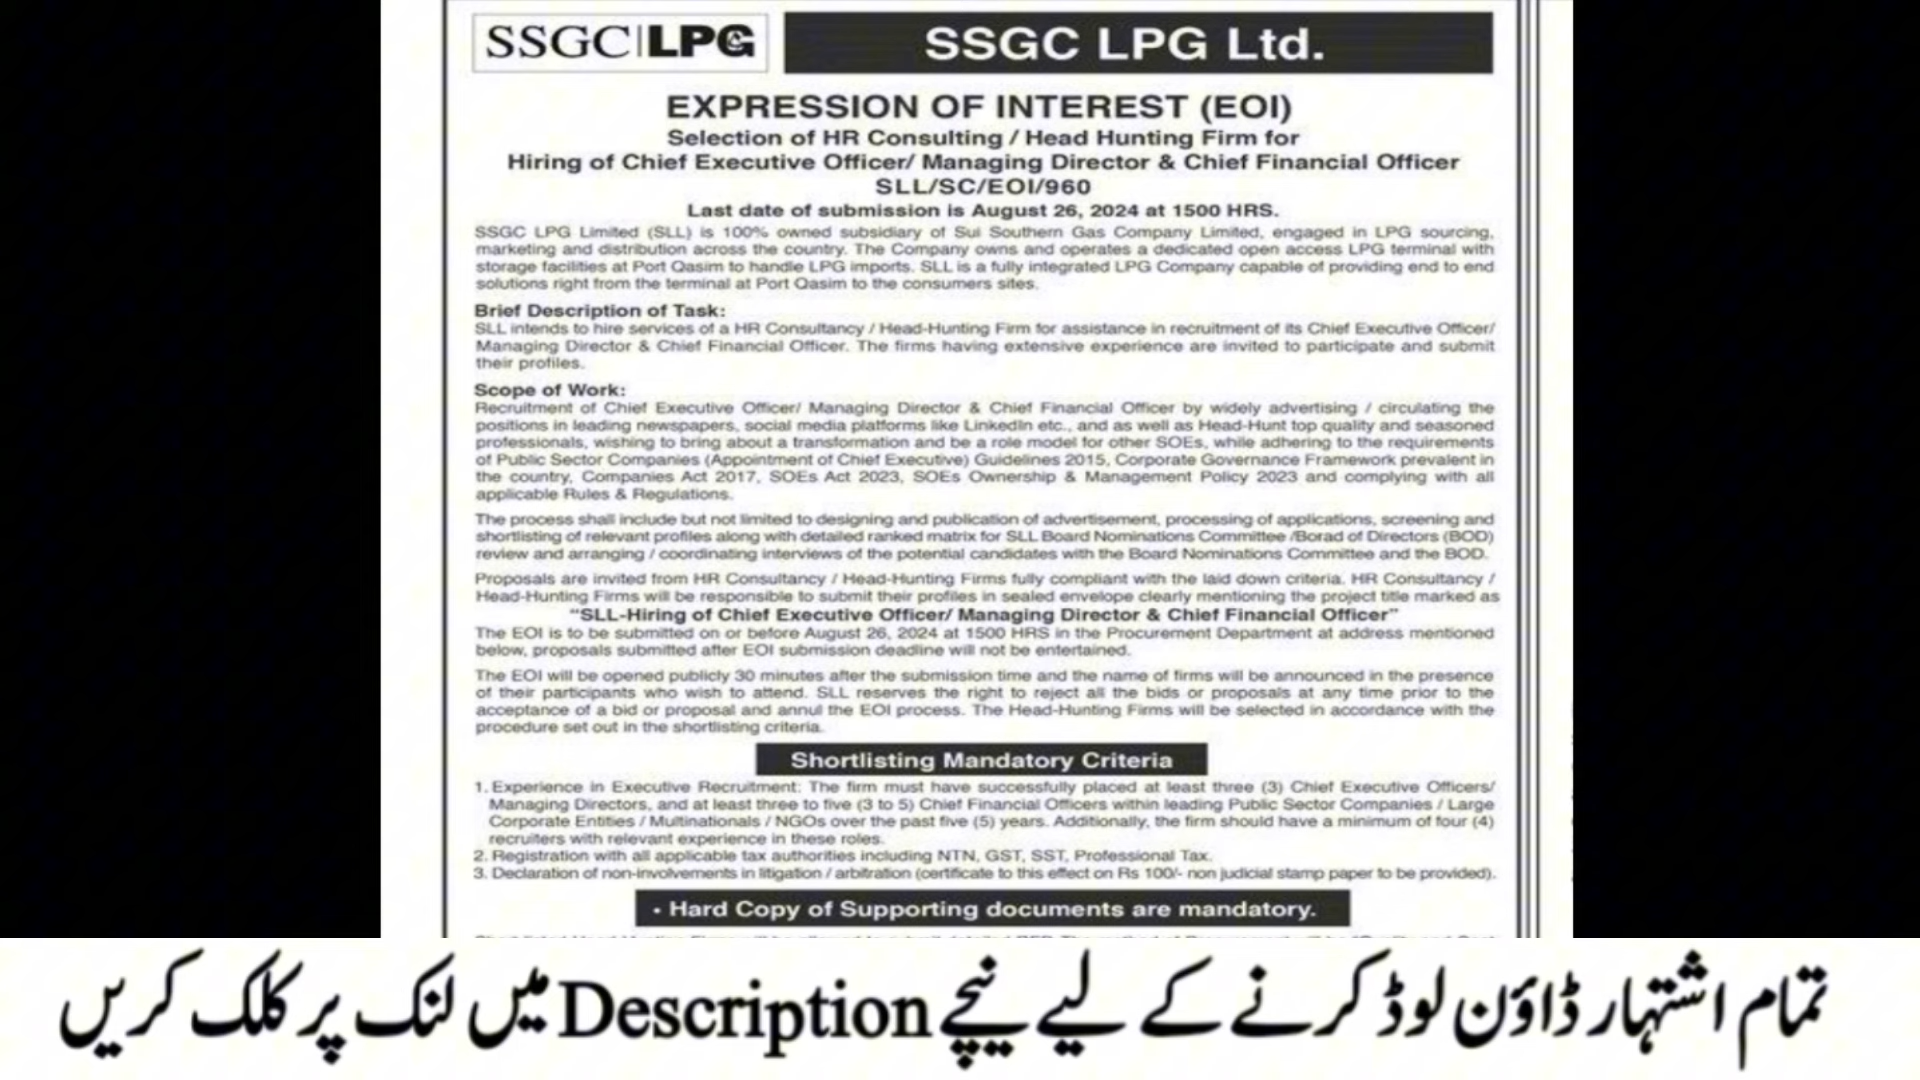 SSGC LPG
SSGC LPG Ltd.
EXPRESSION OF INTEREST (EOI)
Selection of HR Consulting / Head Hunting Firm for
Hiring of Chief Executive Officer/ Managing Director & Chief Financial Officer
SLL/SC/EOI/960
Last date of submission is August 26, 2024 at 1500 HRS.
SSGC LPG Limited (SLL) is 100% owned subsidiary of Sui Southern Gas Company Limited, engaged in LPG sourcing,
marketing and distribution across the country. The Company owns and operates a dedicated open access LPG terminal with
storage facilities at Port Qasim to handle LPG imports. SLL is a fully integrated LPG Company capable of providing end to end
solutions right from the terminal at Port Qasim to the consumers sites.
Brief Description of Task:
SLL intends to hire services of a HR Consultancy / Head-Hunting Firm for assistance in recruitment of its Chief Executive Officer/
Managing Director & Chief Financial Officer. The firms having extensive experience are invited to participate and submit
their profiles.
Scope of Work:
Recruitment of Chief Executive Officer/ Managing Director & Chief Financial Officer by widely advertising / circulating the
positions in leading newspapers, social media platforms like LinkedIn etc., and as well as Head-Hunt top quality and seasoned
professionals, wishing to bring about a transformation and be a role model for other SOEs, while adhering to the requirements
of Public Sector Companies (Appointment of Chief Executive) Guidelines 2015, Corporate Governance Framework prevalent in
the country, Companies Act 2017, SOEs Act 2023, SOEs Ownership & Management Policy 2023 and complying with all
applicable Rules & Regulations.
The process shall include but not limited to designing and publication of advertisement, processing of applications, screening and
shortlisting of relevant profiles along with detailed ranked matrix for SLL Board Nominations Committee /Borad of Directors (BOD)
review and arranging / coordinating interviews of the potential candidates with the Board Nominations Committee and the BOD.
Proposals are invited from HR Consultancy / Head-Hunting Firms fully compliant with the laid down criteria. HR Consultancy /
Head-Hunting Firms will be responsible to submit their profiles in sealed envelope clearly mentioning the project title marked as
“SLL-Hiring of Chief Executive Officer/ Managing Director & Chief Financial Officer”
The EOI is to be submitted on or before August 26, 2024 at 1500 HRS in the Procurement Department at address mentioned
below, proposals submitted after EOI submission deadline will not be entertained.
The EOI will be opened publicly 30 minutes after the submission time and the name of firms will be announced in the presence
of their participants who wish to attend. SLL reserves the right to reject all the bids or proposals at any time prior to the
acceptance of a bid or proposal and annul the EOI process. The Head-Hunting Firms will be selected in accordance with the
procedure set out in the shortlisting criteria.
Shortlisting Mandatory Criteria
1. Experience in Executive Recruitment: The firm must have successfully placed at least three (3) Chief Executive Officers/
Managing Directors, and at least three to five (3 to 5) Chief Financial Officers within leading Public Sector Companies / Large
Corporate Entities / Multinationals / NGOs over the past five (5) years. Additionally, the firm should have a minimum of four (4)
recruiters with relevant experience in these roles.
2. Registration with all applicable tax authorities including NTN, GST, SST, Professional Tax.
3. Declaration of non-involvements in litigation / arbitration (certificate to this effect on Rs 100/- non judicial stamp paper to be provided).
• Hard Copy of Supporting documents are mandatory.
تمام اشتہار ڈاؤن لوڈ کرنے کے لیے نیچے Description میں لنک پر کلک کریں